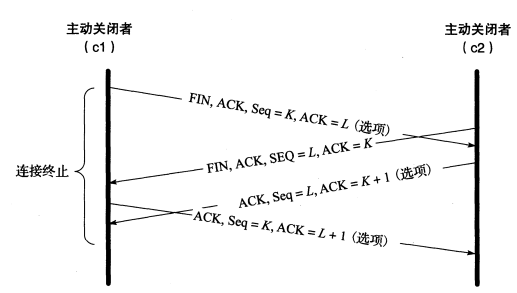 主动关闭者
(c1)
主动关闭者
(c2)
FIN, ACK, Seq = K, ACK = L (选项)
FIN, ACK, SEQ = L, ACK = K
连接终止
ACK, Seq = L, ACK = K + 1 (选项)
ACK, Seq = K, ACK = L + 1 (选项)